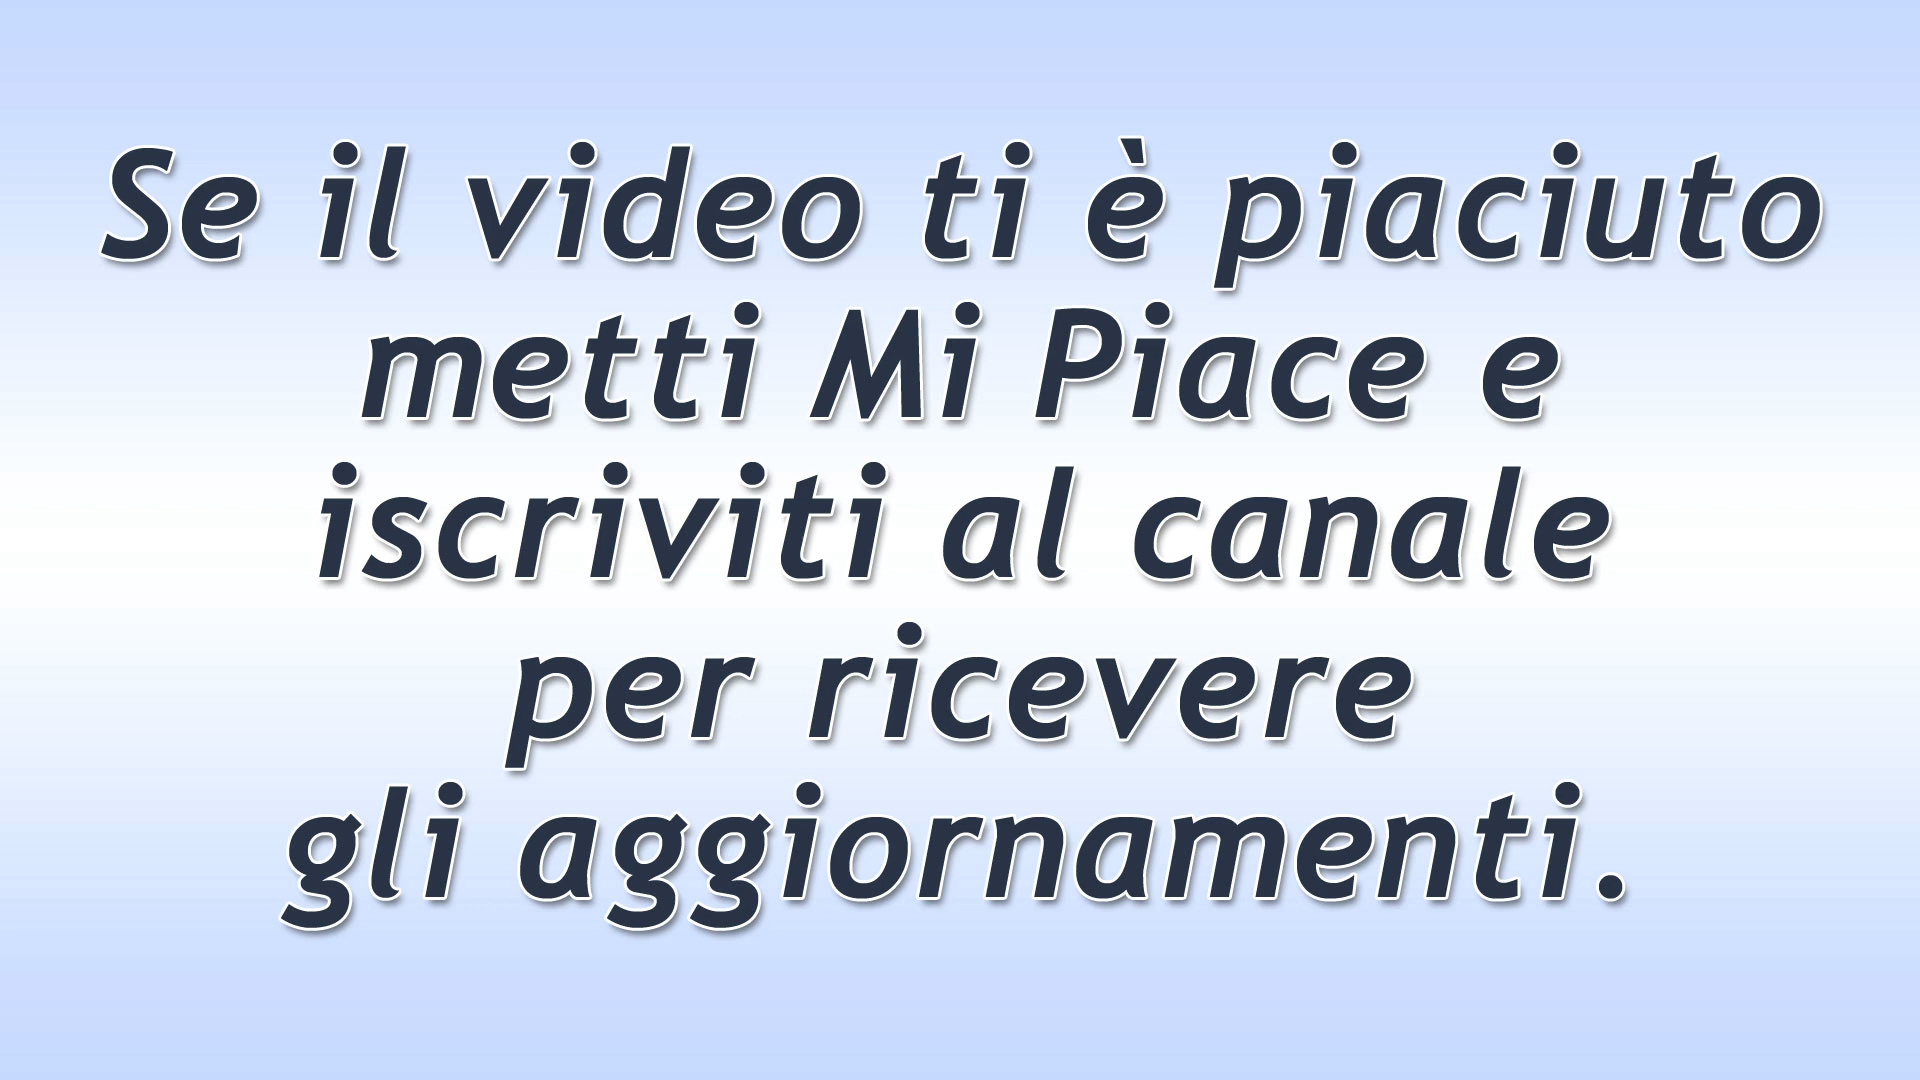 Se il video ti è piaciuto
metti Mi Piace e
iscriviti al canale
per ricevere
gli aggiornamenti.